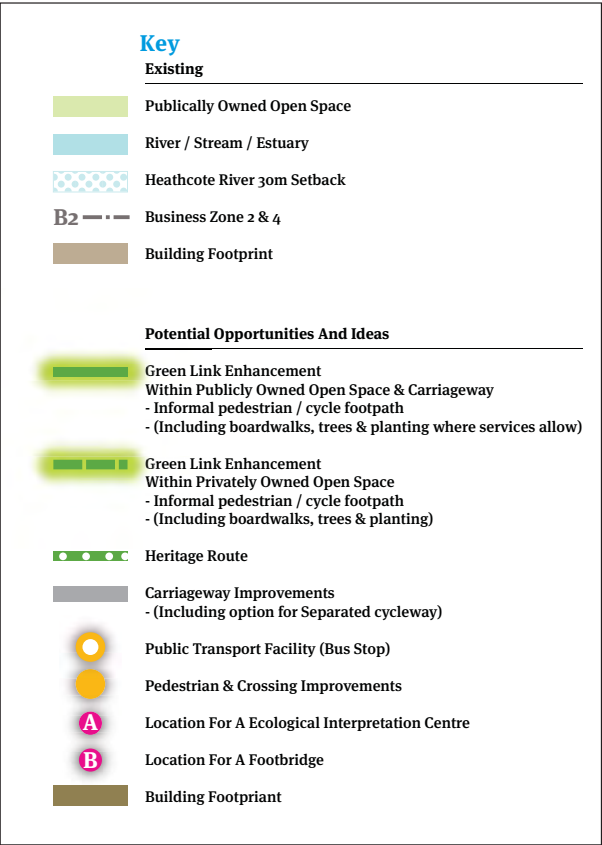 Key
Existing
Publically Owned Open Space
River / Stream / Estuary
Heathcote River 30m Setback
B2 Business Zone 2 & 4
Building Footprint
Potential Opportunities And Ideas
Green Link Enhancement
Within Publicly Owned Open Space & Carriageway
- Informal pedestrian / cycle footpath
- (Including boardwalks, trees & planting where services allow)
Green Link Enhancement
Within Privately Owned Open Space
- Informal pedestrian / cycle footpath
- (Including boardwalks, trees & planting)
Heritage Route
Carriageway Improvements
- (Including option for Separated cycleway)
Public Transport Facility (Bus Stop)
Pedestrian & Crossing Improvements
A Location For A Ecological Interpretation Centre
B Location For A Footbridge
Building Footpriant